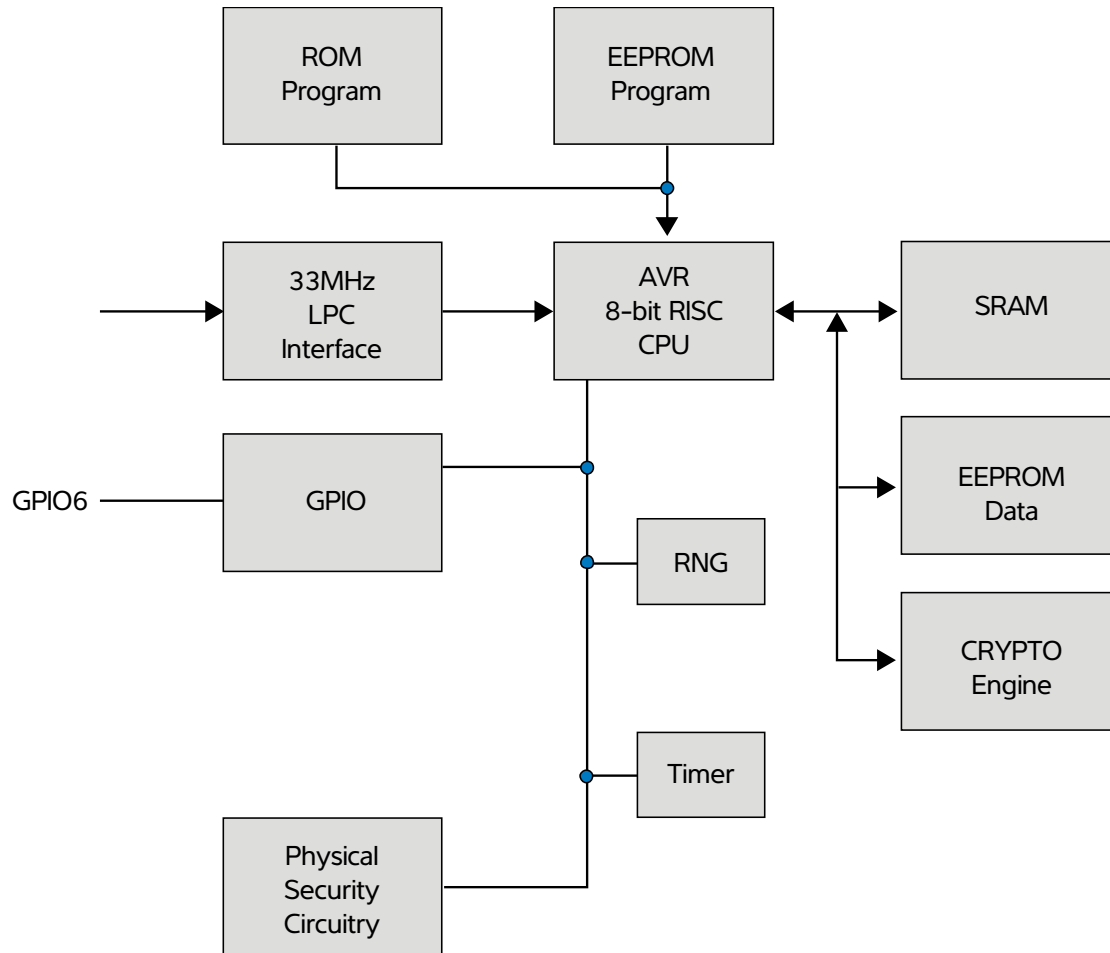 ROM
Program
EEPROM
Program
33MHz
LPC
Interface
AVR
8-bit RISC
CPU
SRAM
GPIO6
GPIO
EEPROM
Data
RNG
CRYPTO
Engine
Timer
Physical
Security
Circuitry